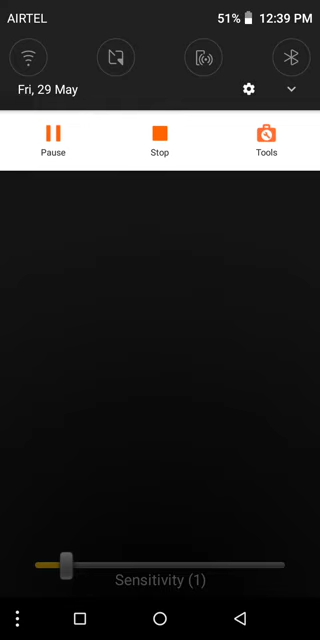 AIRTEL 51% 12:39 PM
Fri, 29 May
Pause Stop Tools
Sensitivity (1)